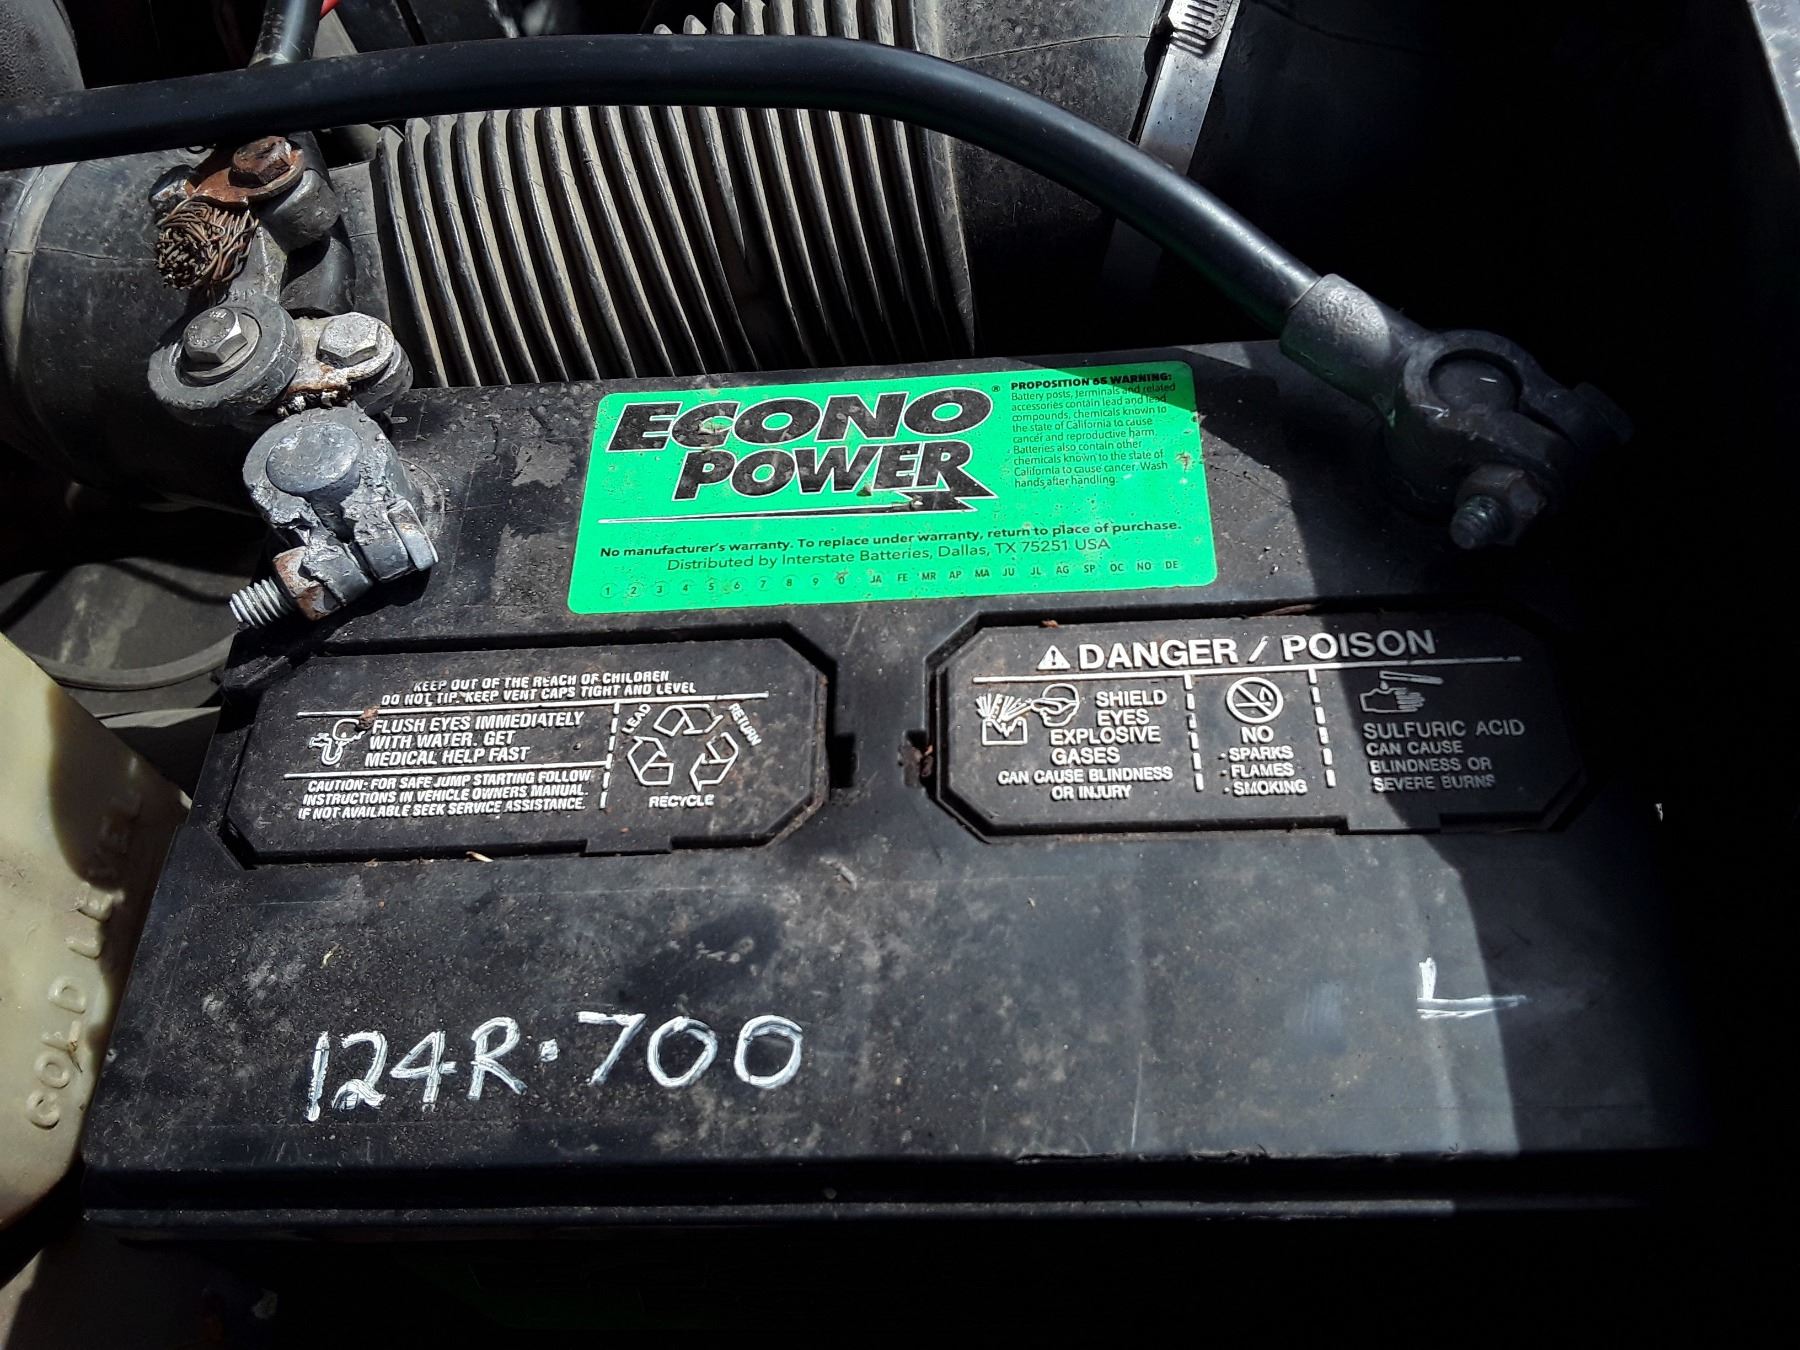 ECONO
POWER®
PROPOSITION 65 WARNING:
Battery posts, terminals and related
accessories contain lead and lead
compounds, chemicals known to
the state of California to cause
cancer and reproductive harm.
Batteries also contain other
chemicals known to the state of
California to cause cancer. Wash
hands after handling.
No manufacturer's warranty. To replace under warranty, return to place of purchase.
Distributed by Interstate Batteries, Dallas, TX 75251 USA
1 2 3 4 5 6 7 8 9 0 JA FE MR AP MA JU JL AG SP OC NO DE
KEEP OUT OF THE REACH OF CHILDREN
DO NOT TIP. KEEP VENT CAPS TIGHT AND LEVEL
FLUSH EYES IMMEDIATELY
WITH WATER. GET
MEDICAL HELP FAST
CAUTION: FOR SAFE JUMP STARTING FOLLOW
INSTRUCTIONS IN VEHICLE OWNERS MANUAL.
IF NOT AVAILABLE SEEK SERVICE ASSISTANCE.
LEAD
RETURN
RECYCLE
DANGER / POISON
SHIELD
EYES
EXPLOSIVE
GASES
CAN CAUSE BLINDNESS
OR INJURY
NO
· SPARKS
· FLAMES
· SMOKING
SULFURIC ACID
CAN CAUSE
BLINDNESS OR
SEVERE BURNS
COLD
124R·700
L